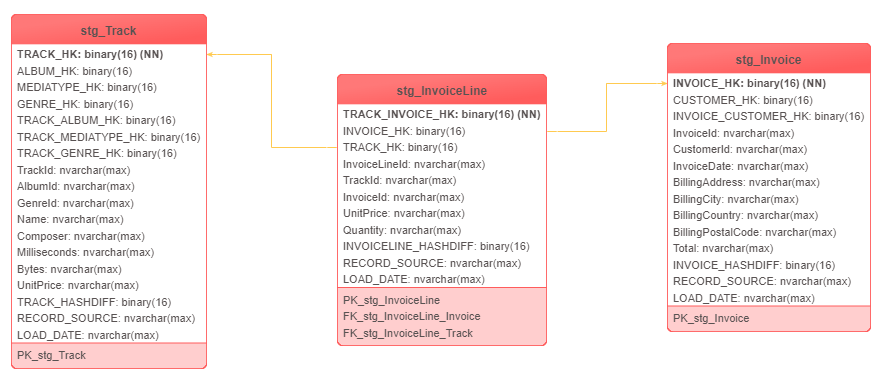 stg_Track
TRACK_HK: binary(16) (NN)
ALBUM_HK: binary(16)
MEDIATYPE_HK: binary(16)
GENRE_HK: binary(16)
TRACK_ALBUM_HK: binary(16)
TRACK_MEDIATYPE_HK: binary(16)
TRACK_GENRE_HK: binary(16)
TrackId: nvarchar(max)
AlbumId: nvarchar(max)
GenreId: nvarchar(max)
Name: nvarchar(max)
Composer: nvarchar(max)
Milliseconds: nvarchar(max)
Bytes: nvarchar(max)
UnitPrice: nvarchar(max)
TRACK_HASHDIFF: binary(16)
RECORD_SOURCE: nvarchar(max)
LOAD_DATE: nvarchar(max)
PK_stg_Track
stg_InvoiceLine
TRACK_INVOICE_HK: binary(16) (NN)
INVOICE_HK: binary(16)
TRACK_HK: binary(16)
InvoiceLineId: nvarchar(max)
TrackId: nvarchar(max)
InvoiceId: nvarchar(max)
UnitPrice: nvarchar(max)
Quantity: nvarchar(max)
INVOICELINE_HASHDIFF: binary(16)
RECORD_SOURCE: nvarchar(max)
LOAD_DATE: nvarchar(max)
PK_stg_InvoiceLine
FK_stg_InvoiceLine_Invoice
FK_stg_InvoiceLine_Track
stg_Invoice
INVOICE_HK: binary(16) (NN)
CUSTOMER_HK: binary(16)
INVOICE_CUSTOMER_HK: binary(16)
InvoiceId: nvarchar(max)
CustomerId: nvarchar(max)
InvoiceDate: nvarchar(max)
BillingAddress: nvarchar(max)
BillingCity: nvarchar(max)
BillingCountry: nvarchar(max)
BillingPostalCode: nvarchar(max)
Total: nvarchar(max)
INVOICE_HASHDIFF: binary(16)
RECORD_SOURCE: nvarchar(max)
LOAD_DATE: nvarchar(max)
PK_stg_Invoice